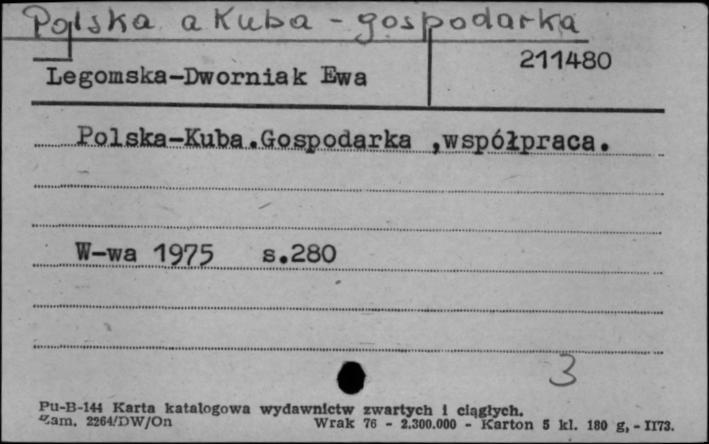 Polska a Kuba - gospodarka
211480
Legomska-Dworniak Ewa
Polska-Kuba.Gospodarka ,współpraca.
W-wa 1975 s.280
3
Pu-B-144 Karta katalogowa wydawnictw zwartych i ciągłych.
Zam. 2264/DW/On Wrak 76 - 2.300.000 - Karton 5 kl. 180 g, - II73.